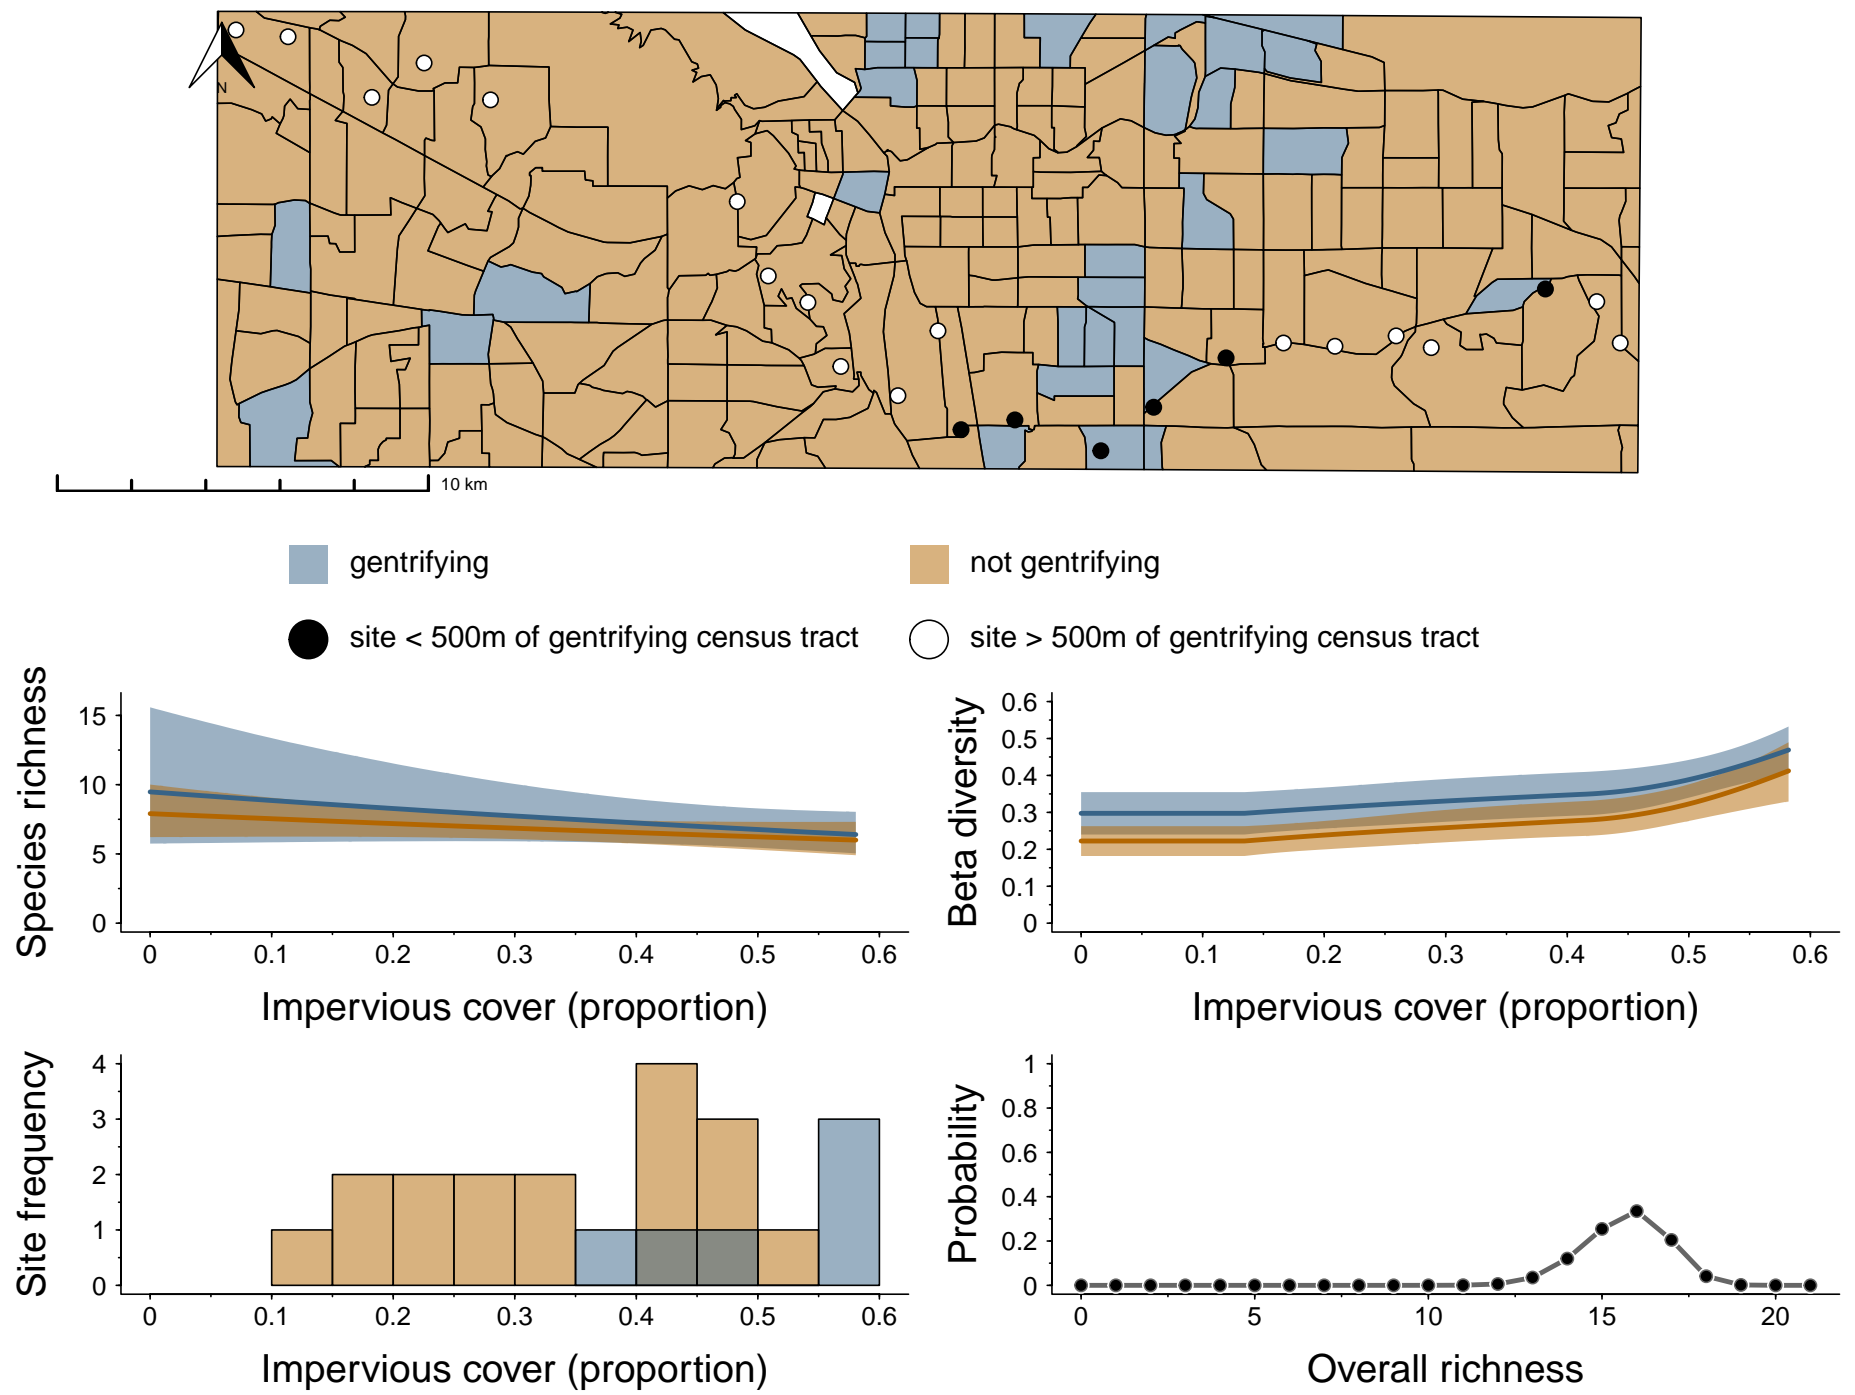 N
10 km
gentrifying
not gentrifying
site < 500m of gentrifying census tract
site > 500m of gentrifying census tract
Species richness
15
10
5
0
0 0.1 0.2 0.3 0.4 0.5 0.6
Impervious cover (proportion)
Beta diversity
0.6
0.5
0.4
0.3
0.2
0.1
0
0 0.1 0.2 0.3 0.4 0.5 0.6
Impervious cover (proportion)
Site frequency
4
3
2
1
0
0 0.1 0.2 0.3 0.4 0.5 0.6
Impervious cover (proportion)
Probability
1
0.8
0.6
0.4
0.2
0
0 5 10 15 20
Overall richness